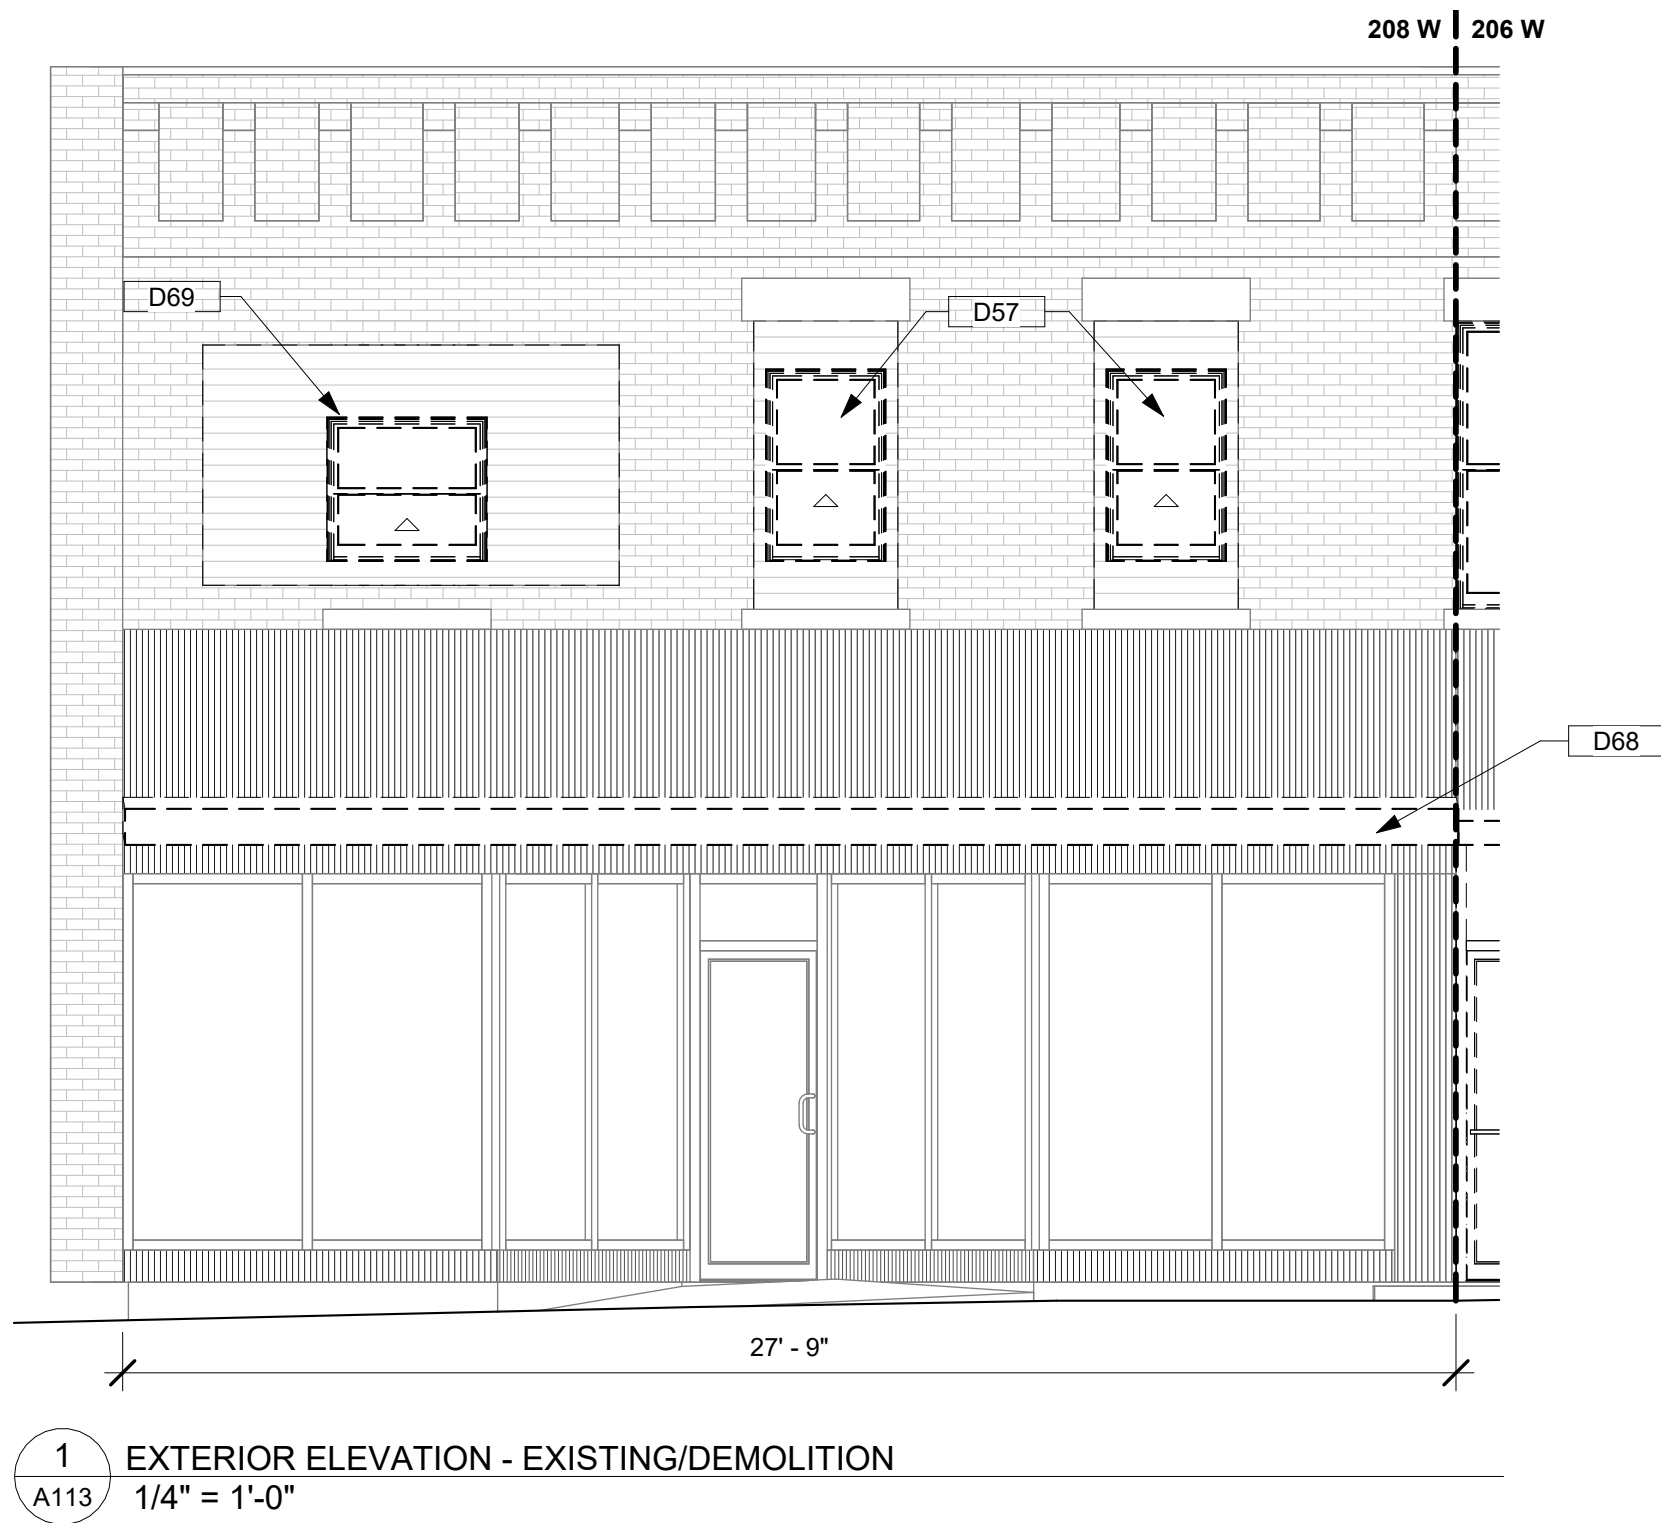 208 W 206 W
D69
D57
D68
27' - 9"
1
EXTERIOR ELEVATION - EXISTING/DEMOLITION
A113
1/4" = 1'-0"